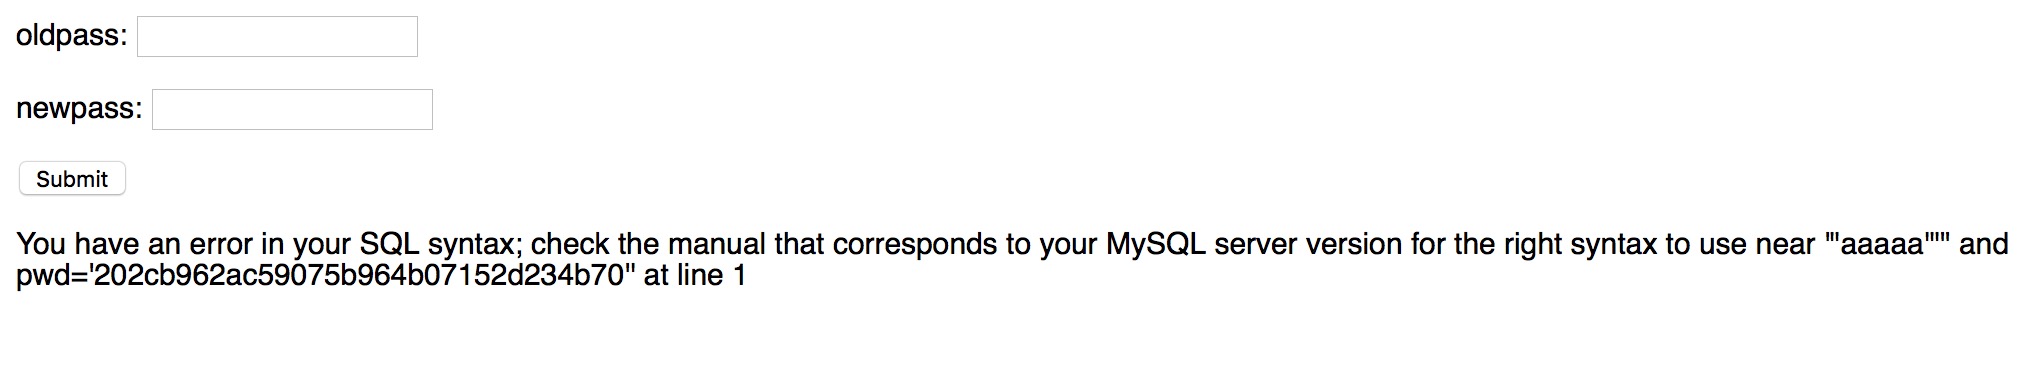 oldpass:
newpass:
Submit
You have an error in your SQL syntax; check the manual that corresponds to your MySQL server version for the right syntax to use near '"'aaaaa'"" and
pwd='202cb962ac59075b964b07152d234b70'' at line 1